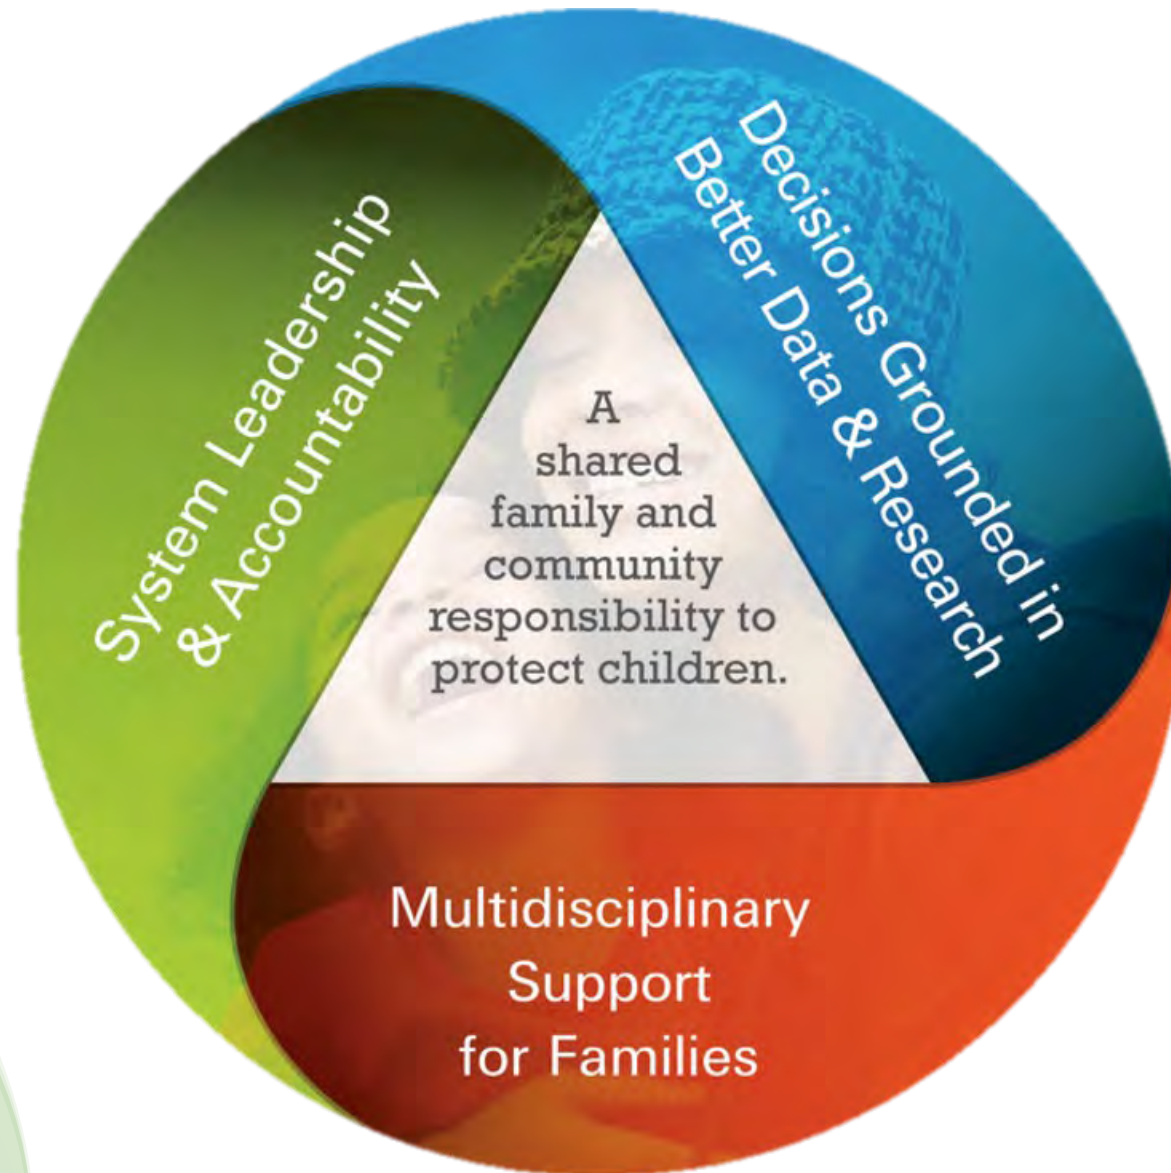 System Leadership
& Accountability
Decisions Grounded in
Better Data & Research
A
shared
family and
community
responsibility to
protect children.
Multidisciplinary
Support
for Families